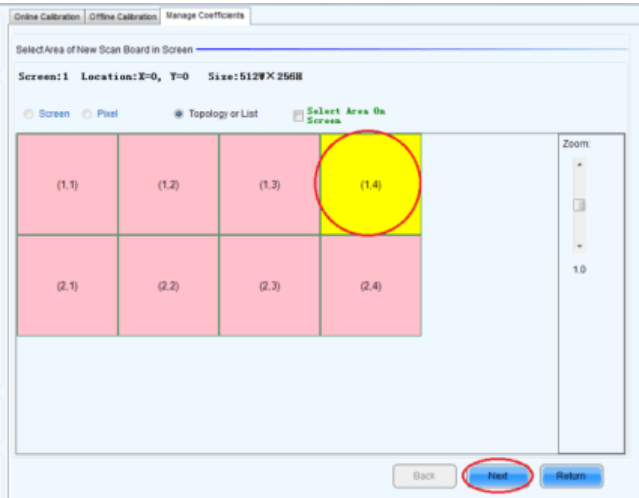 Online Calibration Offline Calibration Manage Coefficients
Select Area of New Scan Board in Screen
Screen:1 Location:X=0, Y=0 Size:512W×256H
Screen Pixel Topology or List Select Area On Screen
Zoom:
(1,1) (1,2) (1,3) (1,4)
(2,1) (2,2) (2,3) (2,4)
1.0
Back Next Return